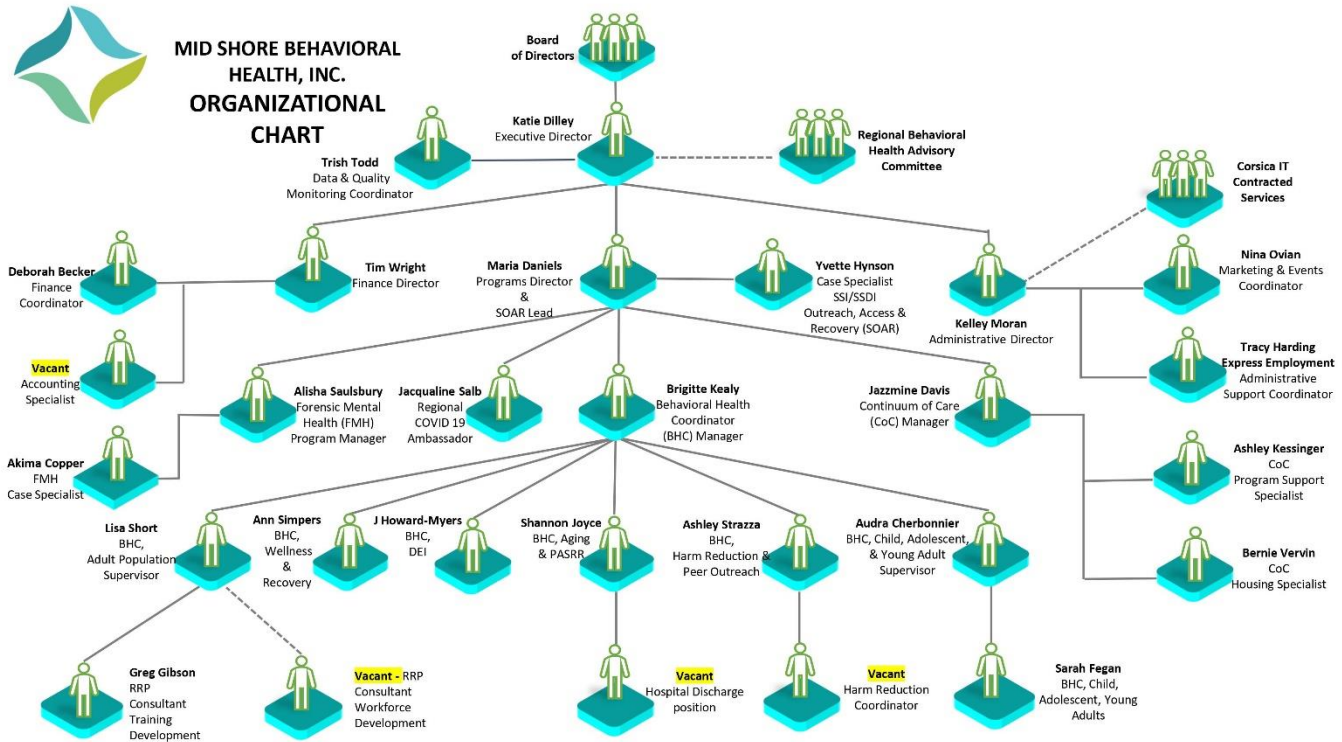 MID SHORE BEHAVIORAL
HEALTH, INC.
ORGANIZATIONAL
CHART
Board
of Directors
Katie Dilley
Executive Director
Trish Todd
Data & Quality
Monitoring Coordinator
Regional Behavioral
Health Advisory
Committee
Corsica IT
Contracted
Services
Deborah Becker
Finance
Coordinator
Tim Wright
Finance Director
Maria Daniels
Programs Director
&
SOAR Lead
Yvette Hynson
Case Specialist
SSI/SSDI
Outreach, Access &
Recovery (SOAR)
Kelley Moran
Administrative Director
Nina Ovian
Marketing & Events
Coordinator
Tracy Harding
Express Employment
Administrative
Support Coordinator
Vacant
Accounting
Specialist
Alisha Saulsbury
Forensic Mental
Health (FMH)
Program Manager
Jacqueline Salb
Regional
COVID 19
Ambassador
Brigitte Kealy
Behavioral Health
Coordinator
(BHC) Manager
Jazzmine Davis
Continuum of Care
(CoC) Manager
Akima Copper
FMH
Case Specialist
Ashley Kessinger
CoC
Program Support
Specialist
Lisa Short
BHC,
Adult Population
Supervisor
Ann Simpers
BHC,
Wellness
&
Recovery
J Howard-Myers
BHC,
DEI
Shannon Joyce
BHC, Aging
& PASRR
Ashley Strazza
BHC,
Harm Reduction &
Peer Outreach
Audra Cherbonnier
BHC, Child, Adolescent,
& Young Adult
Supervisor
Bernie Vervin
CoC
Housing Specialist
Greg Gibson
RRP
Consultant
Training
Development
Vacant - RRP
Consultant
Workforce
Development
Vacant
Hospital Discharge
position
Vacant
Harm Reduction
Coordinator
Sarah Fegan
BHC, Child,
Adolescent, Young
Adults